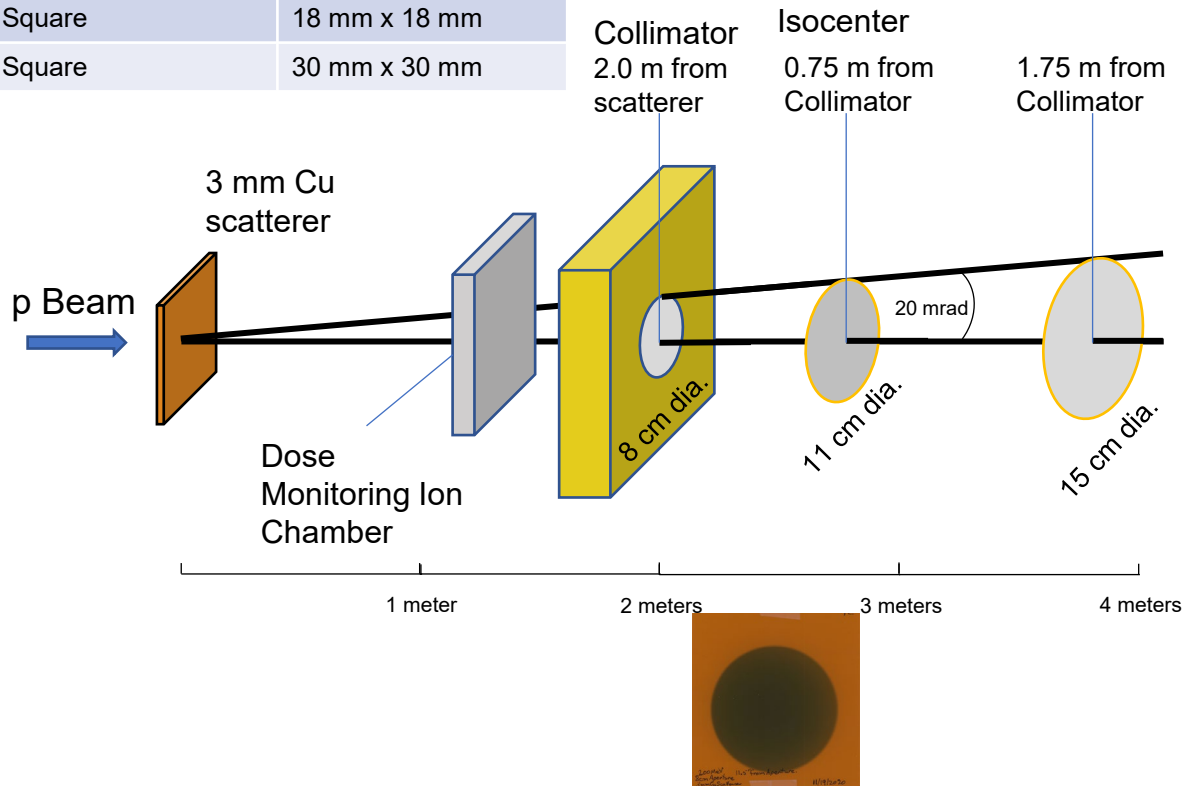 Square 18 mm x 18 mm
Square 30 mm x 30 mm
Collimator
2.0 m from
scatterer
Isocenter
0.75 m from
Collimator
1.75 m from
Collimator
3 mm Cu
scatterer
p Beam
20 mrad
8 cm dia.
11 cm dia.
15 cm dia.
Dose
Monitoring Ion
Chamber
1 meter
2 meters
3 meters
4 meters